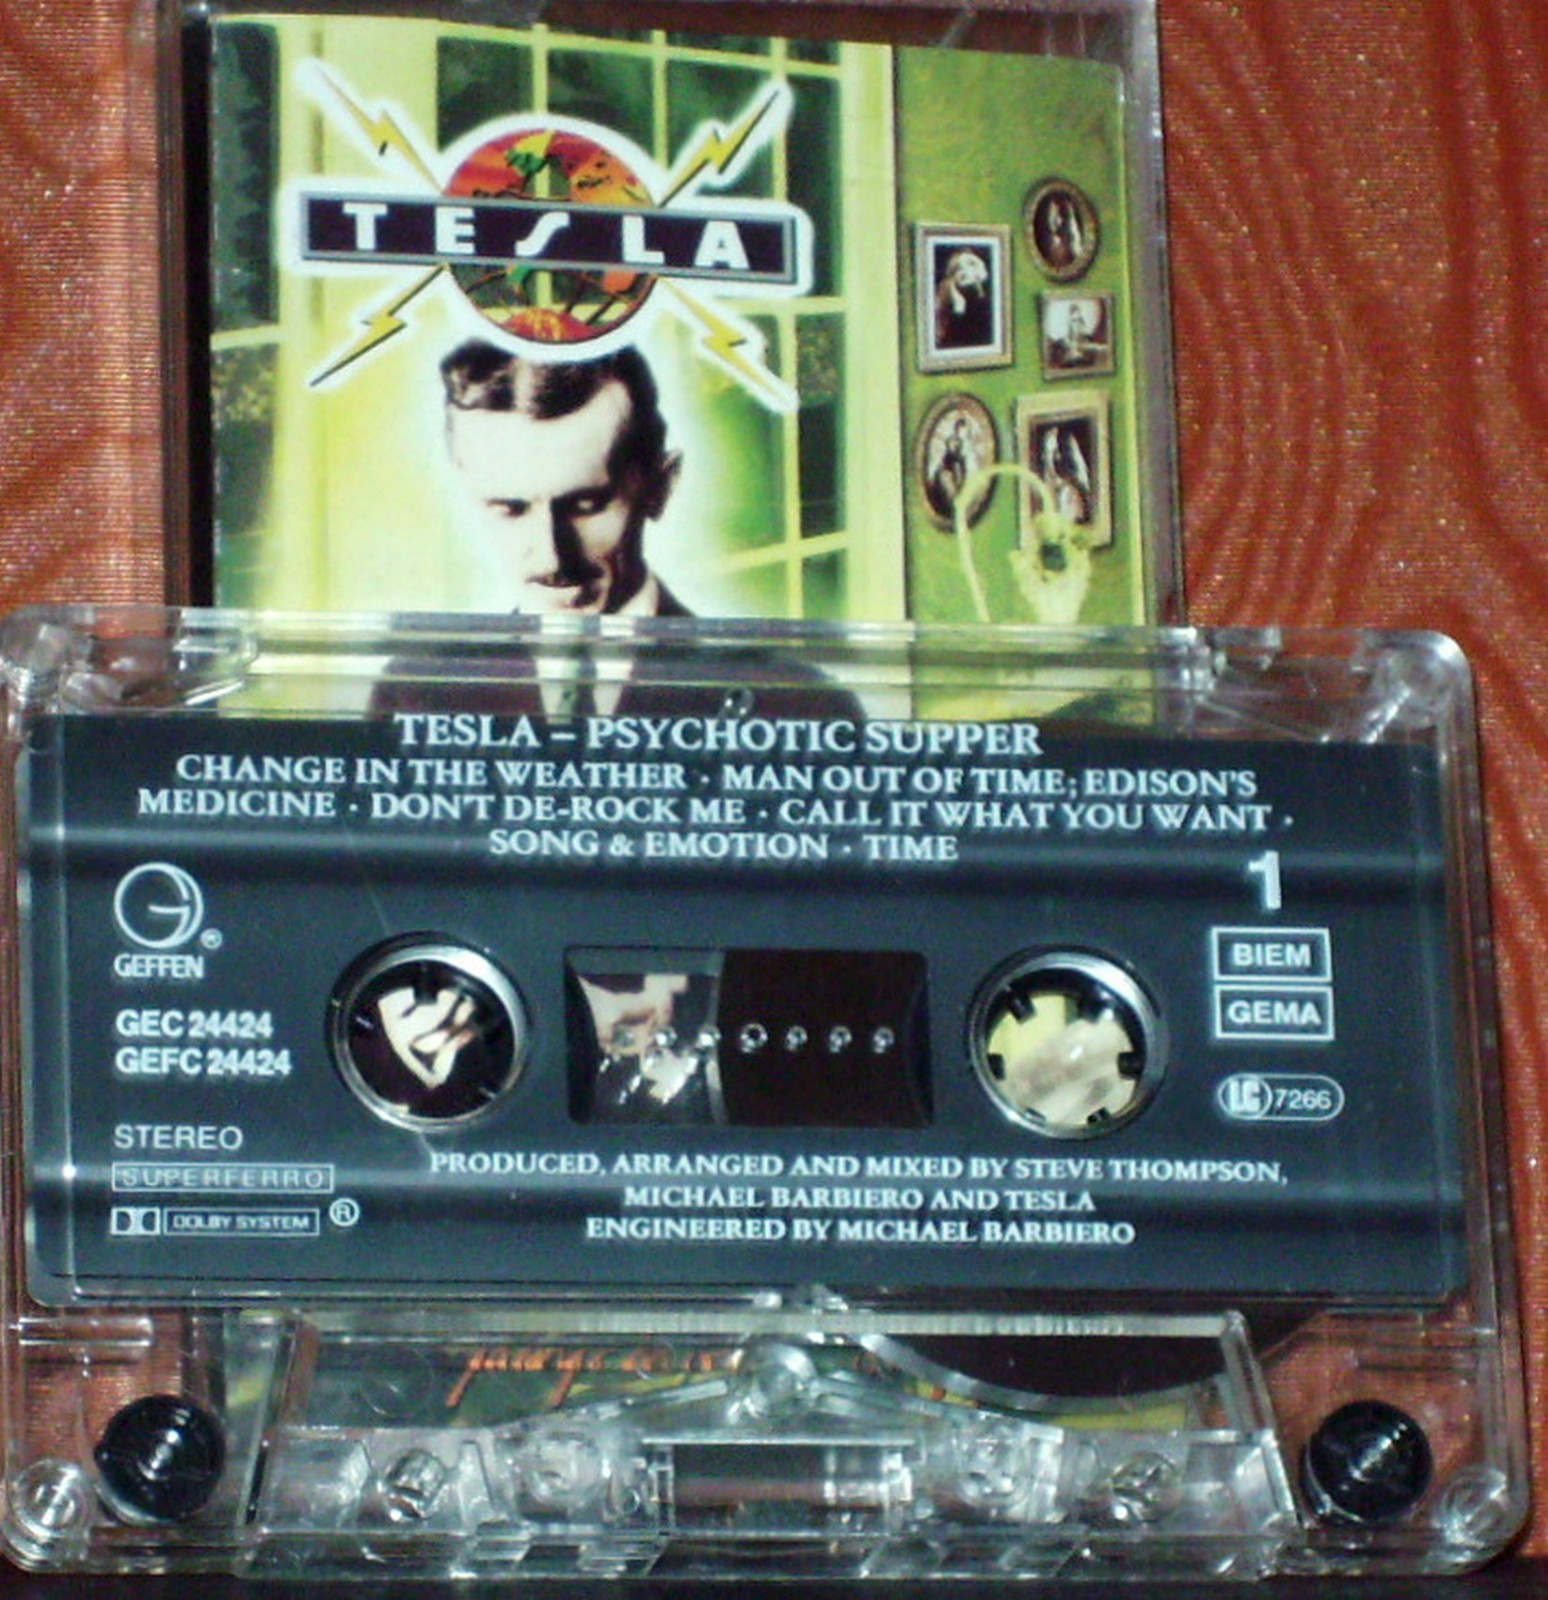 TESLA
TESLA – PSYCHOTIC SUPPER
CHANGE IN THE WEATHER · MAN OUT OF TIME; EDISON'S
MEDICINE · DON'T DE-ROCK ME · CALL IT WHAT YOU WANT ·
SONG & EMOTION · TIME
1
G®
GEFFEN
BIEM
GEMA
GEC 24424
GEFC 24424
LC 7266
STEREO
SUPERFERRO
DOLBY SYSTEM ®
PRODUCED, ARRANGED AND MIXED BY STEVE THOMPSON,
MICHAEL BARBIERO AND TESLA
ENGINEERED BY MICHAEL BARBIERO